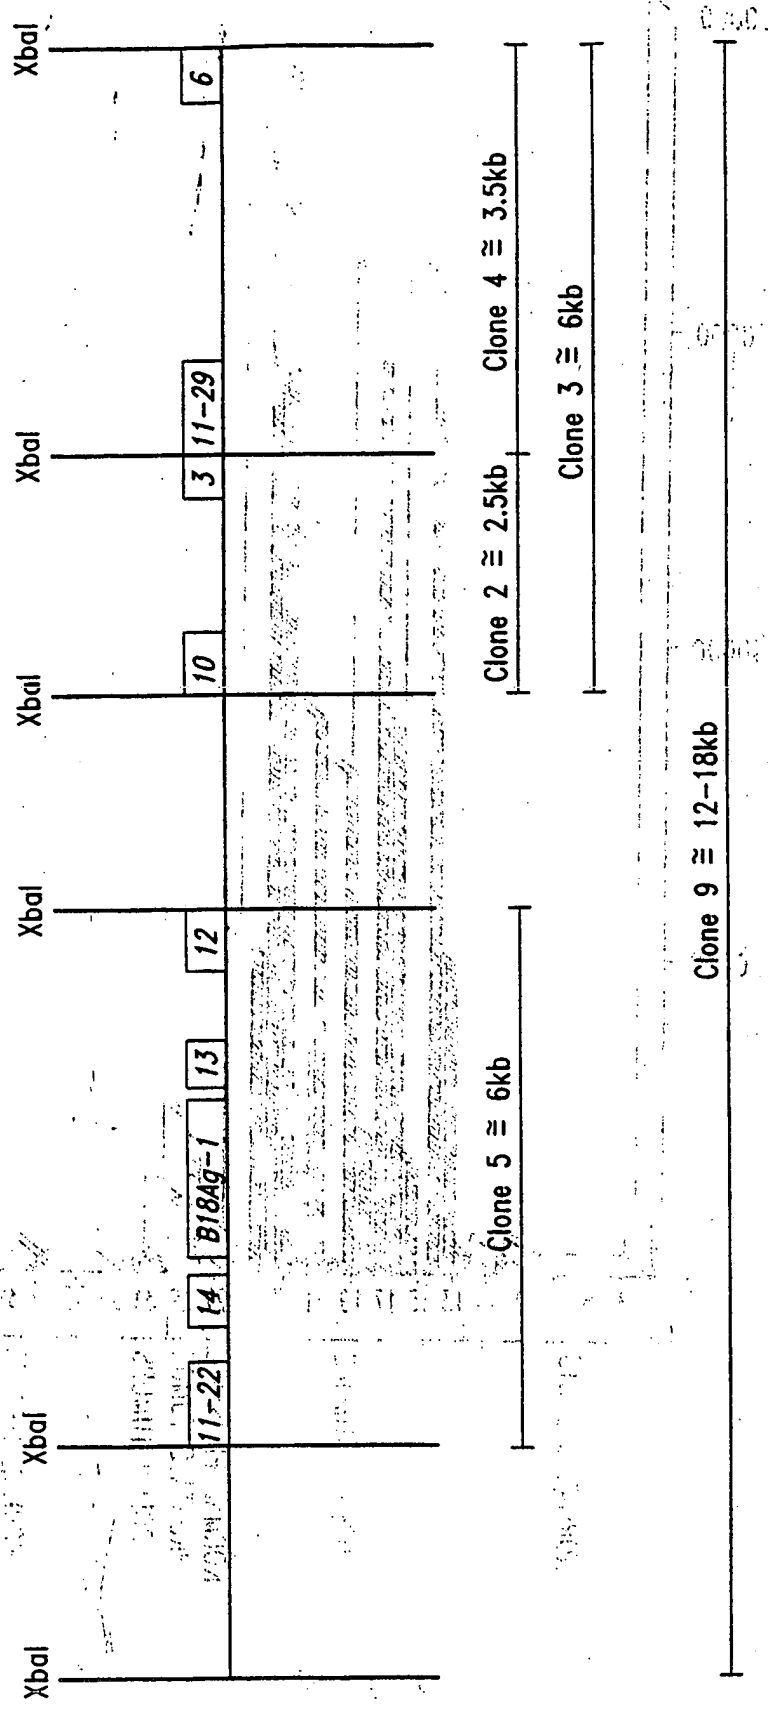 XbaI
XbaI
XbaI
XbaI
XbaI
XbaI
11-22
14
B18Ag-1
13
12
10
3
11-29
6
Clone 5 ≅ 6kb
Clone 2 ≅ 2.5kb
Clone 4 ≅ 3.5kb
Clone 3 ≅ 6kb
Clone 9 ≅ 12-18kb